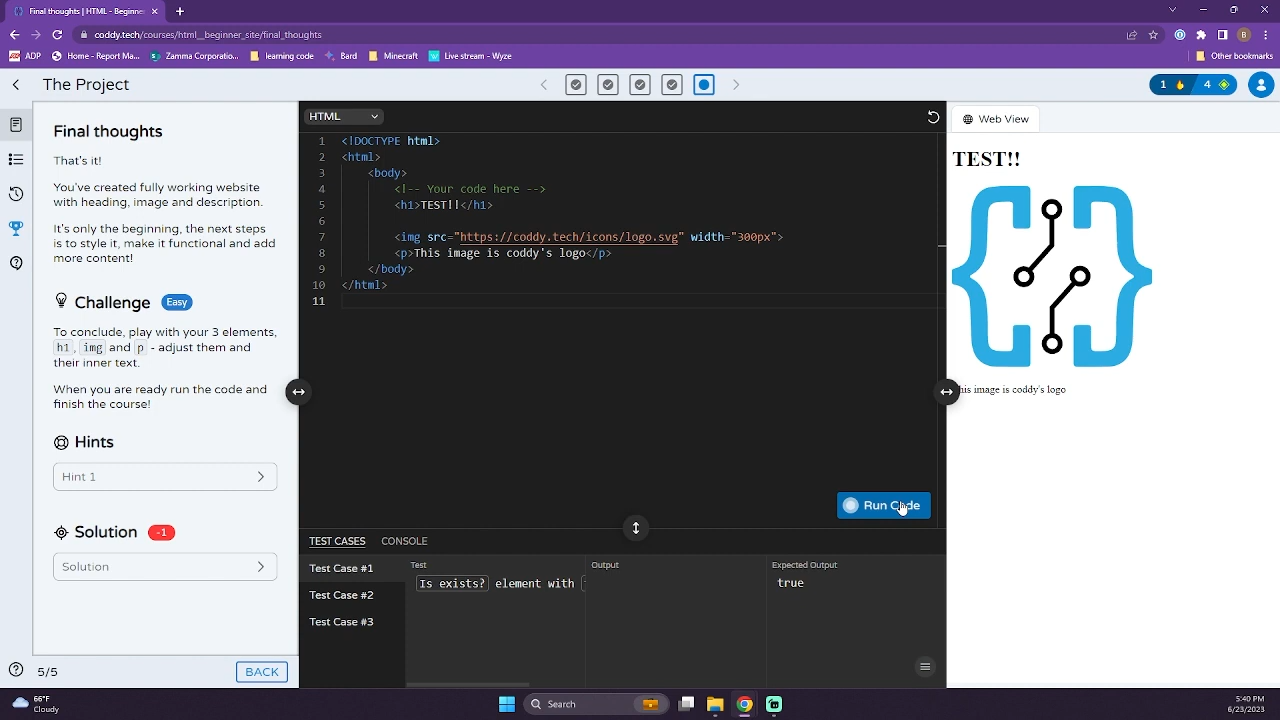 Final thoughts | HTML - Beginne
coddy.tech/courses/html__beginner_site/final_thoughts
B
ADP
Home - Report Ma...
Zamma Corporatio...
learning code
Bard
Minecraft
Live stream - Wyze
Other bookmarks
The Project
1
4
Final thoughts
That's it!
You've created fully working website
with heading, image and description.
It's only the beginning, the next steps
is to style it, make it functional and add
more content!
Challenge Easy
To conclude, play with your 3 elements,
h1, img and p - adjust them and
their inner text.
When you are ready run the code and
finish the course!
Hints
Hint 1
Solution -1
Solution
5/5
BACK
HTML
1 <!DOCTYPE html>
2 <html>
3 <body>
4 <!-- Your code here -->
5 <h1>TEST!!</h1>
6
7 <img src="https://coddy.tech/icons/logo.svg" width="300px">
8 <p>This image is coddy's logo</p>
9 </body>
10 </html>
11
Run Code
TEST CASES
CONSOLE
Test Case #1
Test Case #2
Test Case #3
Test
Is exists? element with
Output
Expected Output
true
Web View
TEST!!
his image is coddy's logo
66°F
Cloudy
Search
5:40 PM
6/23/2023